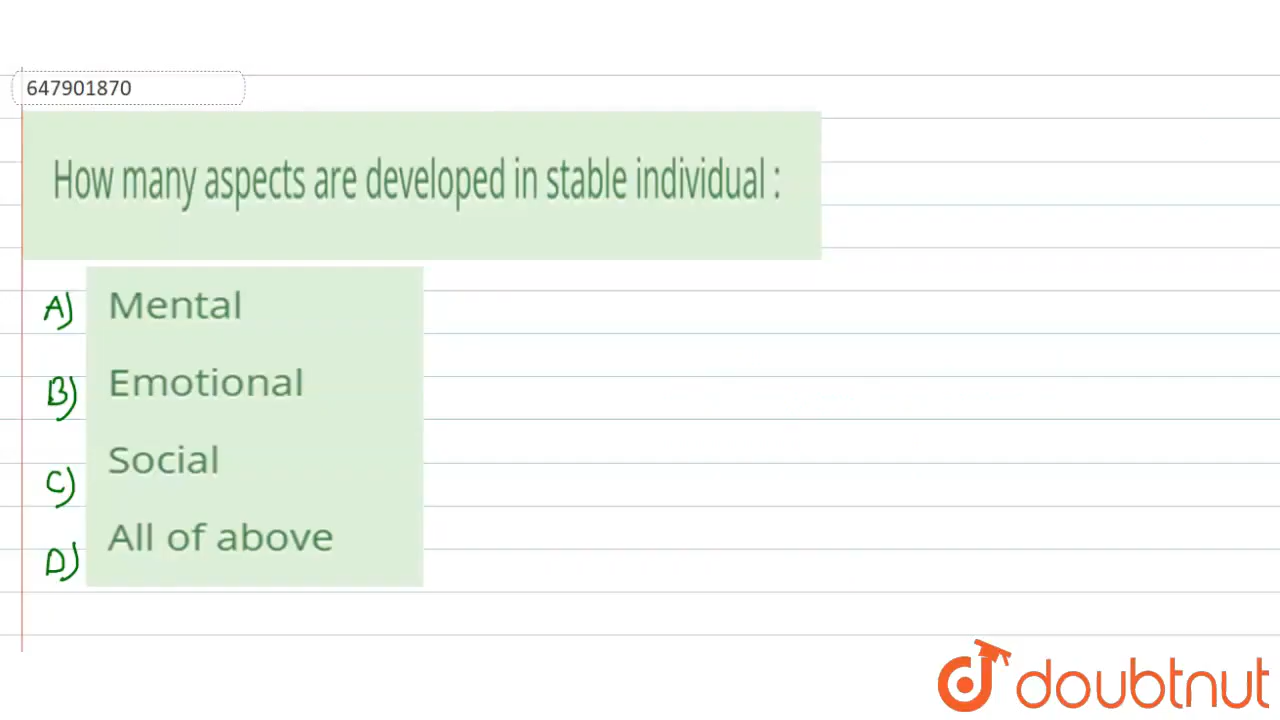 647901870
How many aspects are developed in stable individual :
A) Mental
B) Emotional
C) Social
D) All of above
doubtnut